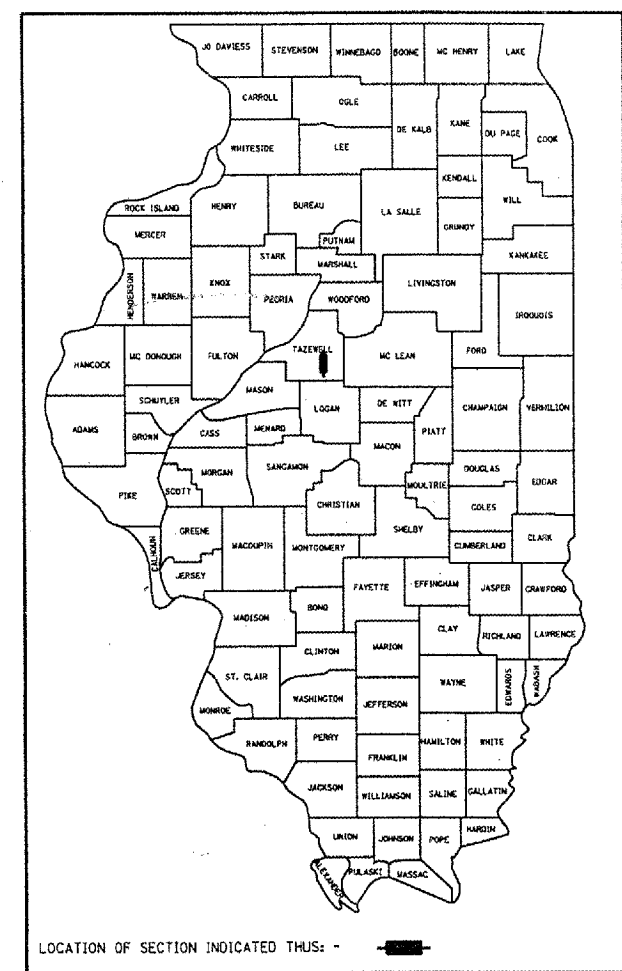 JO DAVIESS STEVENSON WINNEBAGO BOONE MC HENRY LAKE
CARROLL OGLE DE KALB KANE DU PAGE COOK
WHITESIDE LEE
KENDALL WILL
ROCK ISLAND HENRY BUREAU LA SALLE GRUNDY
MERCER PUTNAM KANKAKEE
STARK MARSHALL
HENDERSON WARREN KNOX PEORIA WOODFORD LIVINGSTON IROQUOIS
HANCOCK MC DONOUGH FULTON TAZEWELL MC LEAN FORD
MASON
SCHUYLER LOGAN DE WITT CHAMPAIGN VERMILION
ADAMS BROWN CASS MENARD PIATT
MACON
MORGAN SANGAMON DOUGLAS
PIKE SCOTT MOULTRIE EDGAR
CHRISTIAN COLES
GREENE SHELBY
CALHOUN MACOUPIN MONTGOMERY CUMBERLAND CLARK
JERSEY
FAYETTE EFFINGHAM JASPER CRAWFORD
MADISON BOND
CLAY RICHLAND LAWRENCE
CLINTON MARION
ST. CLAIR WAYNE EDWARDS WABASH
WASHINGTON JEFFERSON
MONROE
RANDOLPH PERRY HAMILTON WHITE
FRANKLIN
JACKSON WILLIAMSON SALINE GALLATIN
UNION JOHNSON POPE HARDIN
ALEXANDER PULASKI MASSAC
LOCATION OF SECTION INDICATED THUS: -